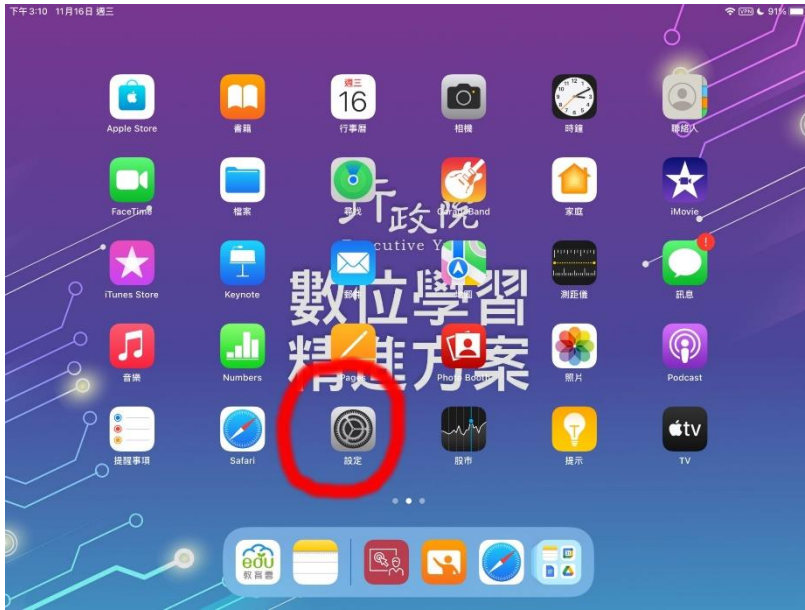 下午3:10 11月16日 週三
VPN 91%
Apple Store
書籍
週三
16
行事曆
相機
時鐘
聯絡人
FaceTime
檔案
尋找
GarageBand
家庭
iMovie
行政院
Executive Y
iTunes Store
Keynote
郵件
地圖
測距儀
訊息
數位學習
音樂
Numbers
Pages
Photo Booth
照片
Podcast
精進方案
提醒事項
Safari
設定
股市
提示
tv
TV
edu
教育雲